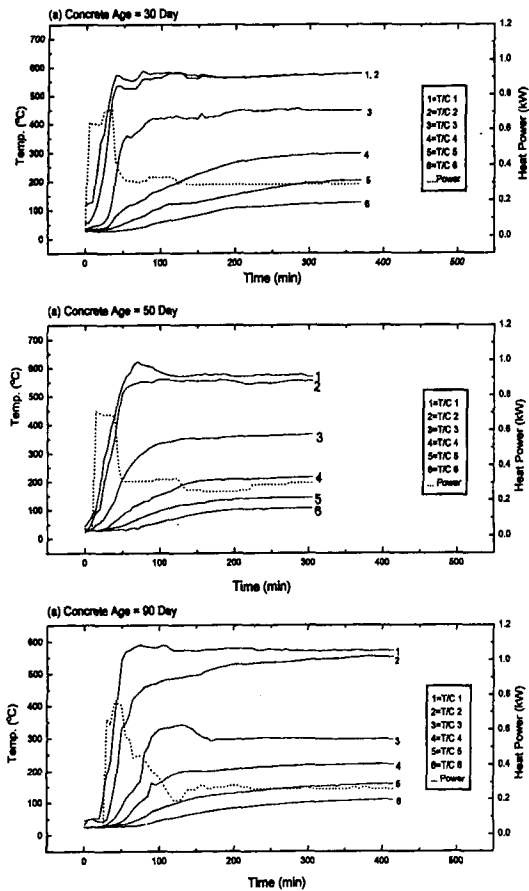 (a) Concrete Age = 30 Day
700
600
500
400
300
200
100
0
Temp. (ºC)
1.2
1.0
0.8
0.6
0.4
0.2
0.0
Heat Power (kW)
1, 2
3
4
5
6
1=T/C 1
2=T/C 2
3=T/C 3
4=T/C 4
5=T/C 5
6=T/C 6
Power
0 100 200 300 400 500
Time (min)
(a) Concrete Age = 50 Day
700
600
500
400
300
200
100
0
Temp. (ºC)
1.2
1.0
0.8
0.6
0.4
0.2
0.0
Heat Power (kW)
1
2
3
4
5
6
1=T/C 1
2=T/C 2
3=T/C 3
4=T/C 4
5=T/C 5
6=T/C 6
Power
0 100 200 300 400 500
Time (min)
(a) Concrete Age = 90 Day
600
500
400
300
200
100
0
Temp. (ºC)
1.2
1.0
0.8
0.6
0.4
0.2
0.0
Heat Power (kW)
1
2
3
4
5
6
1=T/C 1
2=T/C 2
3=T/C 3
4=T/C 4
5=T/C 5
6=T/C 6
Power
0 100 200 300 400 500
Time (min)